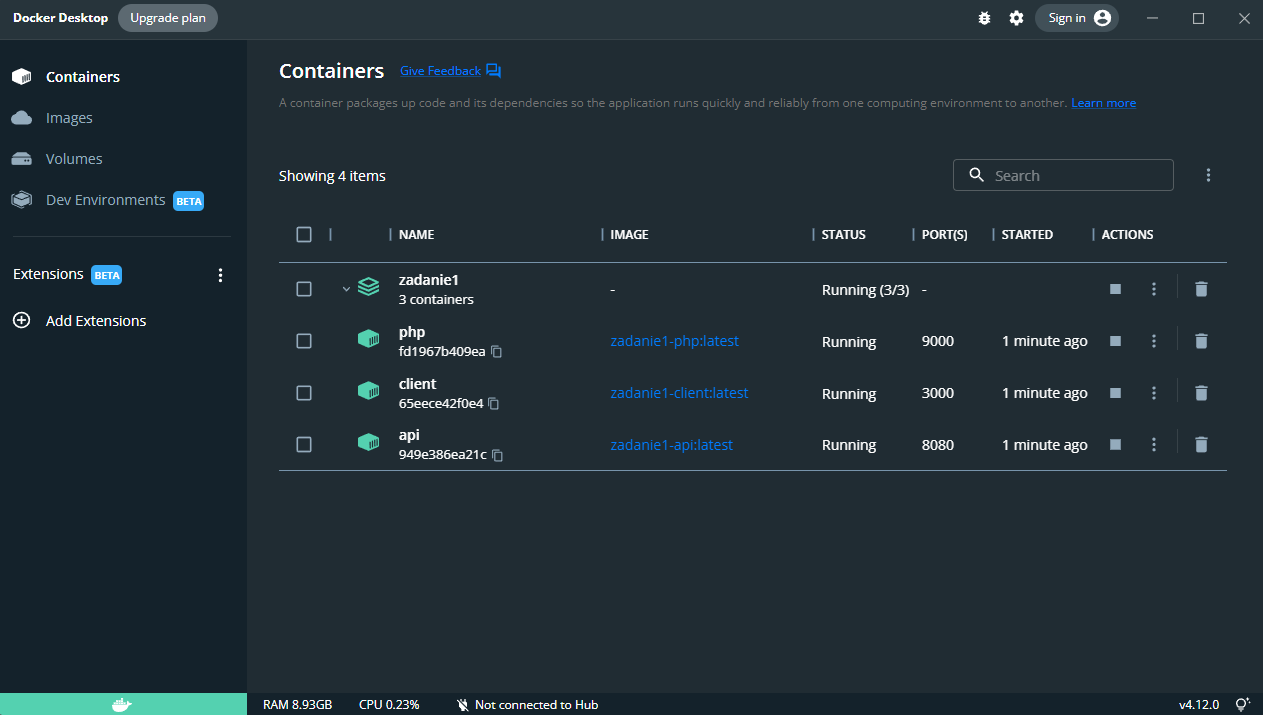 Docker Desktop Upgrade plan Sign in
Containers
Images
Volumes
Dev Environments BETA
Extensions BETA
Add Extensions
Containers Give Feedback
A container packages up code and its dependencies so the application runs quickly and reliably from one computing environment to another. Learn more
Showing 4 items Search
NAME IMAGE STATUS PORT(S) STARTED ACTIONS
zadanie1 - Running (3/3) -
3 containers
php zadanie1-php:latest Running 9000 1 minute ago
fd1967b409ea
client zadanie1-client:latest Running 3000 1 minute ago
65eece42f0e4
api zadanie1-api:latest Running 8080 1 minute ago
949e386ea21c
RAM 8.93GB CPU 0.23% Not connected to Hub v4.12.0